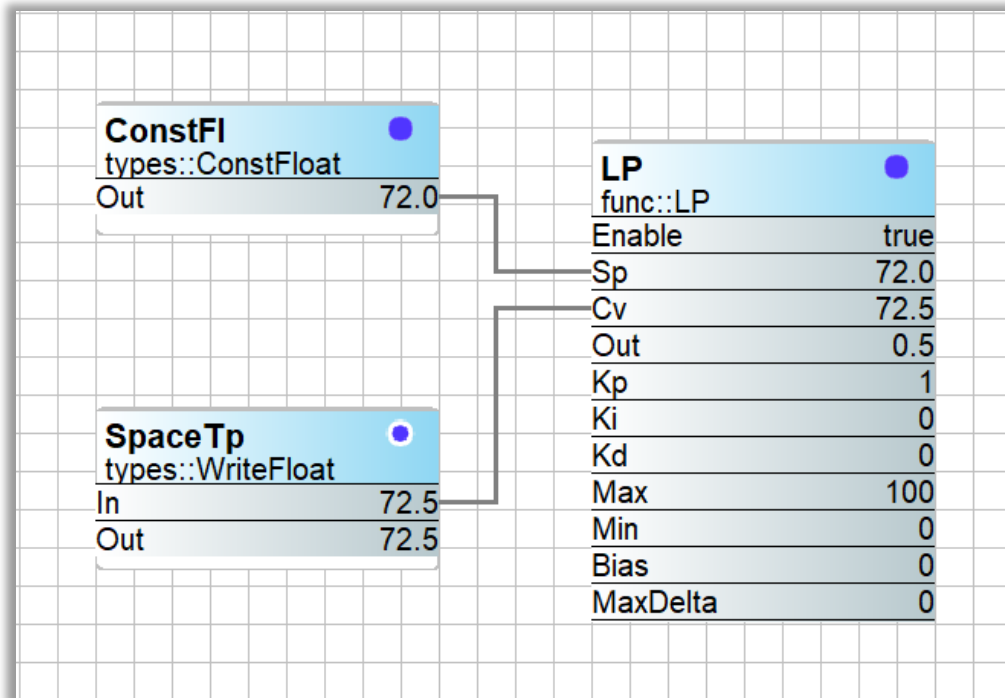 ConstFl
types::ConstFloat
Out 72.0
LP
func::LP
Enable true
Sp 72.0
Cv 72.5
Out 0.5
Kp 1
Ki 0
Kd 0
Max 100
Min 0
Bias 0
MaxDelta 0
SpaceTp
types::WriteFloat
In 72.5
Out 72.5